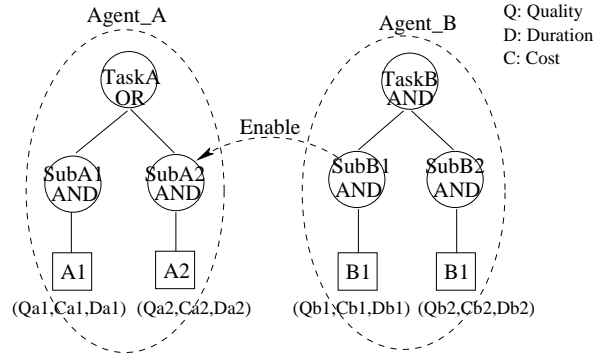 Agent_A
Agent_B
Q: Quality
D: Duration
C: Cost
TaskA
OR
TaskB
AND
Enable
SubA1
AND
SubA2
AND
SubB1
AND
SubB2
AND
A1
A2
B1
B1
(Qa1,Ca1,Da1)
(Qa2,Ca2,Da2)
(Qb1,Cb1,Db1)
(Qb2,Cb2,Db2)